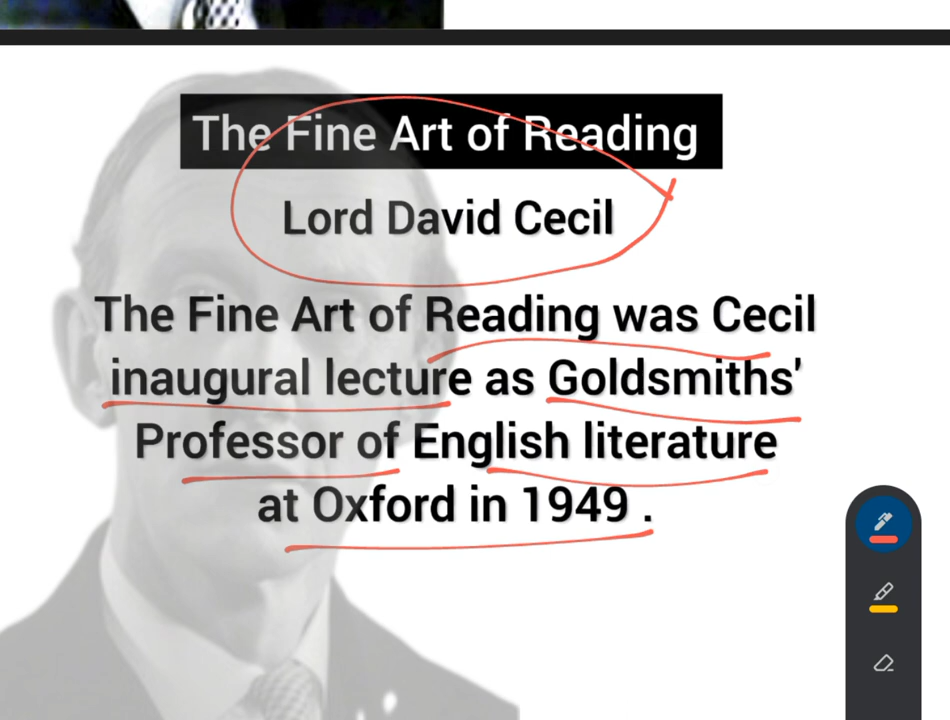 The Fine Art of Reading
Lord David Cecil
The Fine Art of Reading was Cecil
inaugural lecture as Goldsmiths'
Professor of English literature
at Oxford in 1949 .